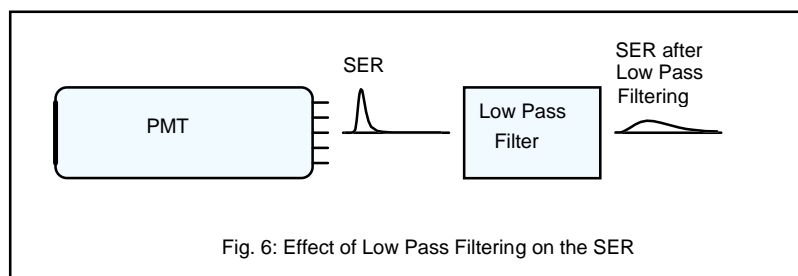 SER
SER after
Low Pass
Filtering
PMT
Low Pass
Filter
Fig. 6: Effect of Low Pass Filtering on the SER